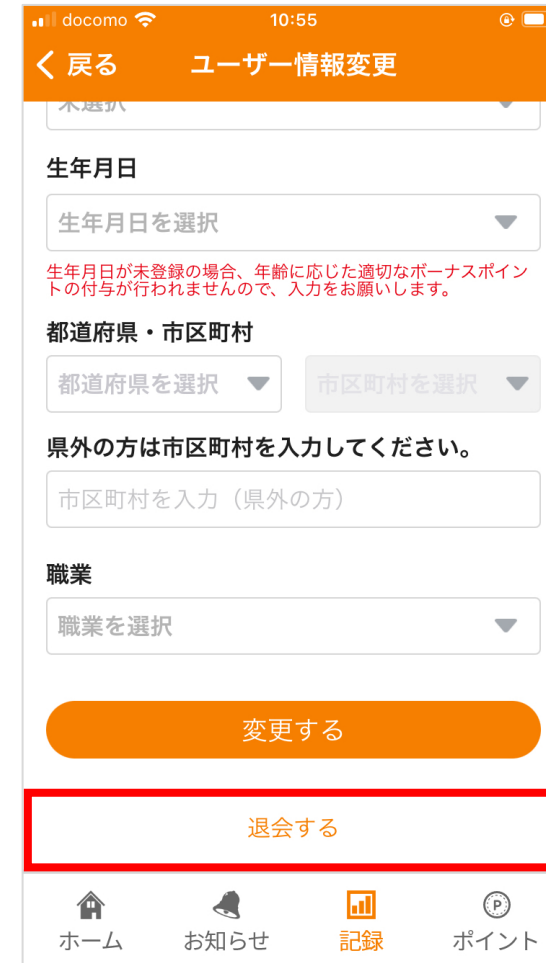 docomo 10:55
戻る ユーザー情報変更
未選択
生年月日
生年月日を選択
生年月日が未登録の場合、年齢に応じた適切なボーナスポイン
トの付与が行われませんので、入力をお願いします。
都道府県・市区町村
都道府県を選択 市区町村を選択
県外の方は市区町村を入力してください。
市区町村を入力（県外の方）
職業
職業を選択
変更する
退会する
P
ホーム お知らせ 記録 ポイント